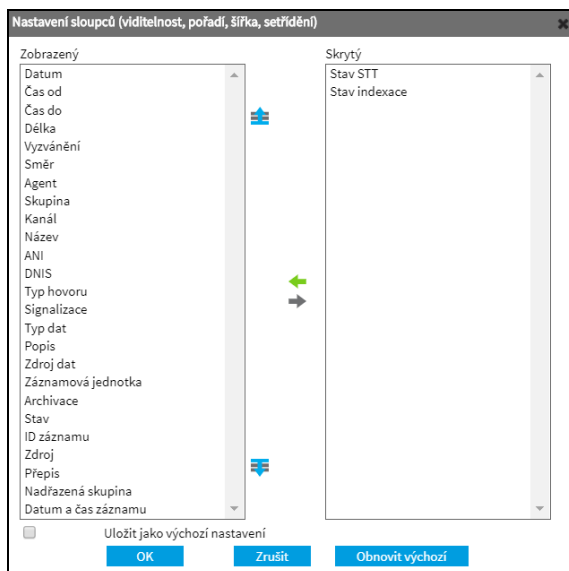 Nastavení sloupců (viditelnost, pořadí, šířka, setřídění)
Zobrazený
Datum
Čas od
Čas do
Délka
Vyzvánění
Směr
Agent
Skupina
Kanál
Název
ANI
DNIS
Typ hovoru
Signalizace
Typ dat
Popis
Zdroj dat
Záznamová jednotka
Archivace
Stav
ID záznamu
Zdroj
Přepis
Nadřazená skupina
Datum a čas záznamu
Skrytý
Stav STT
Stav indexace
Uložit jako výchozí nastavení
OK
Zrušit
Obnovit výchozí